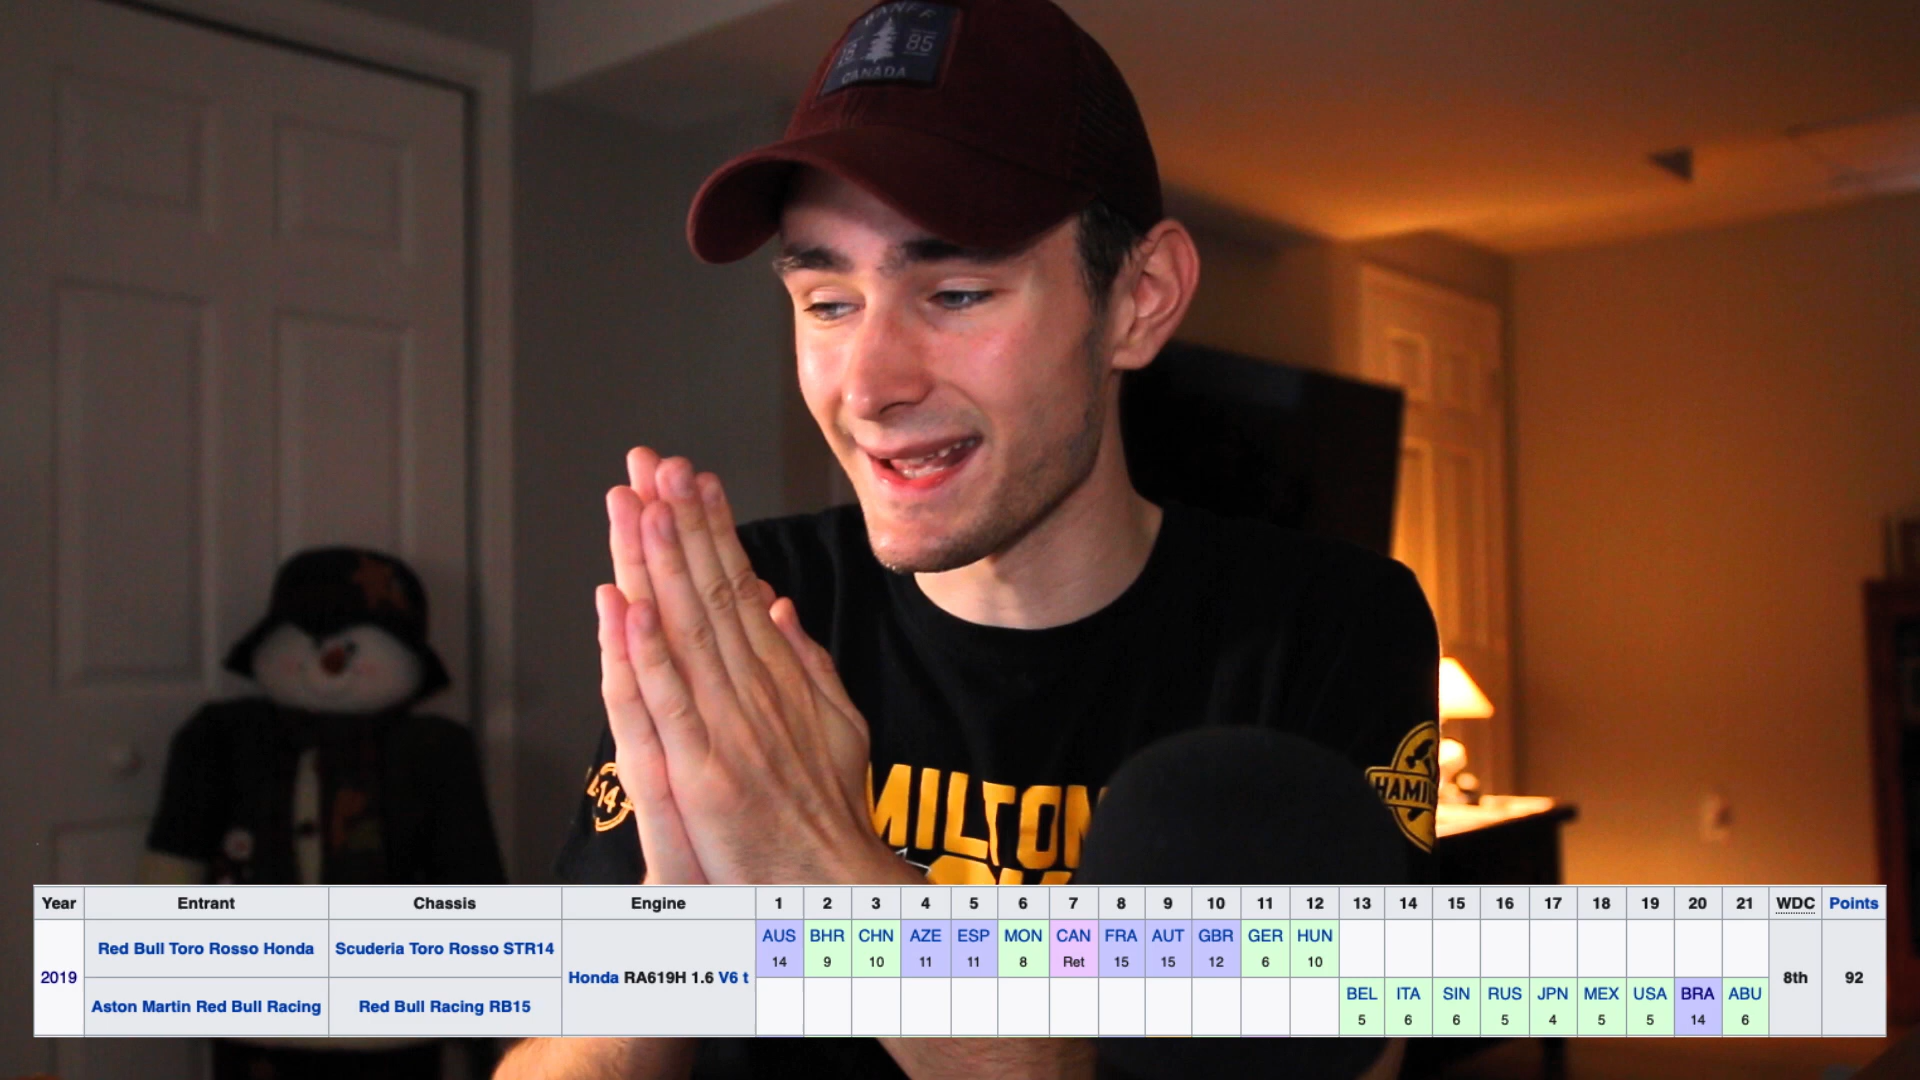 BANFF
85
CANADA
MILTON
HAMIL
Year Entrant Chassis Engine 1 2 3 4 5 6 7 8 9 10 11 12 13 14 15 16 17 18 19 20 21 WDC Points
2019 Red Bull Toro Rosso Honda Scuderia Toro Rosso STR14 Honda RA619H 1.6 V6 t AUS BHR CHN AZE ESP MON CAN FRA AUT GBR GER HUN 8th 92
14 9 10 11 11 8 Ret 15 15 12 6 10
Aston Martin Red Bull Racing Red Bull Racing RB15 BEL ITA SIN RUS JPN MEX USA BRA ABU
5 6 6 5 4 5 5 14 6